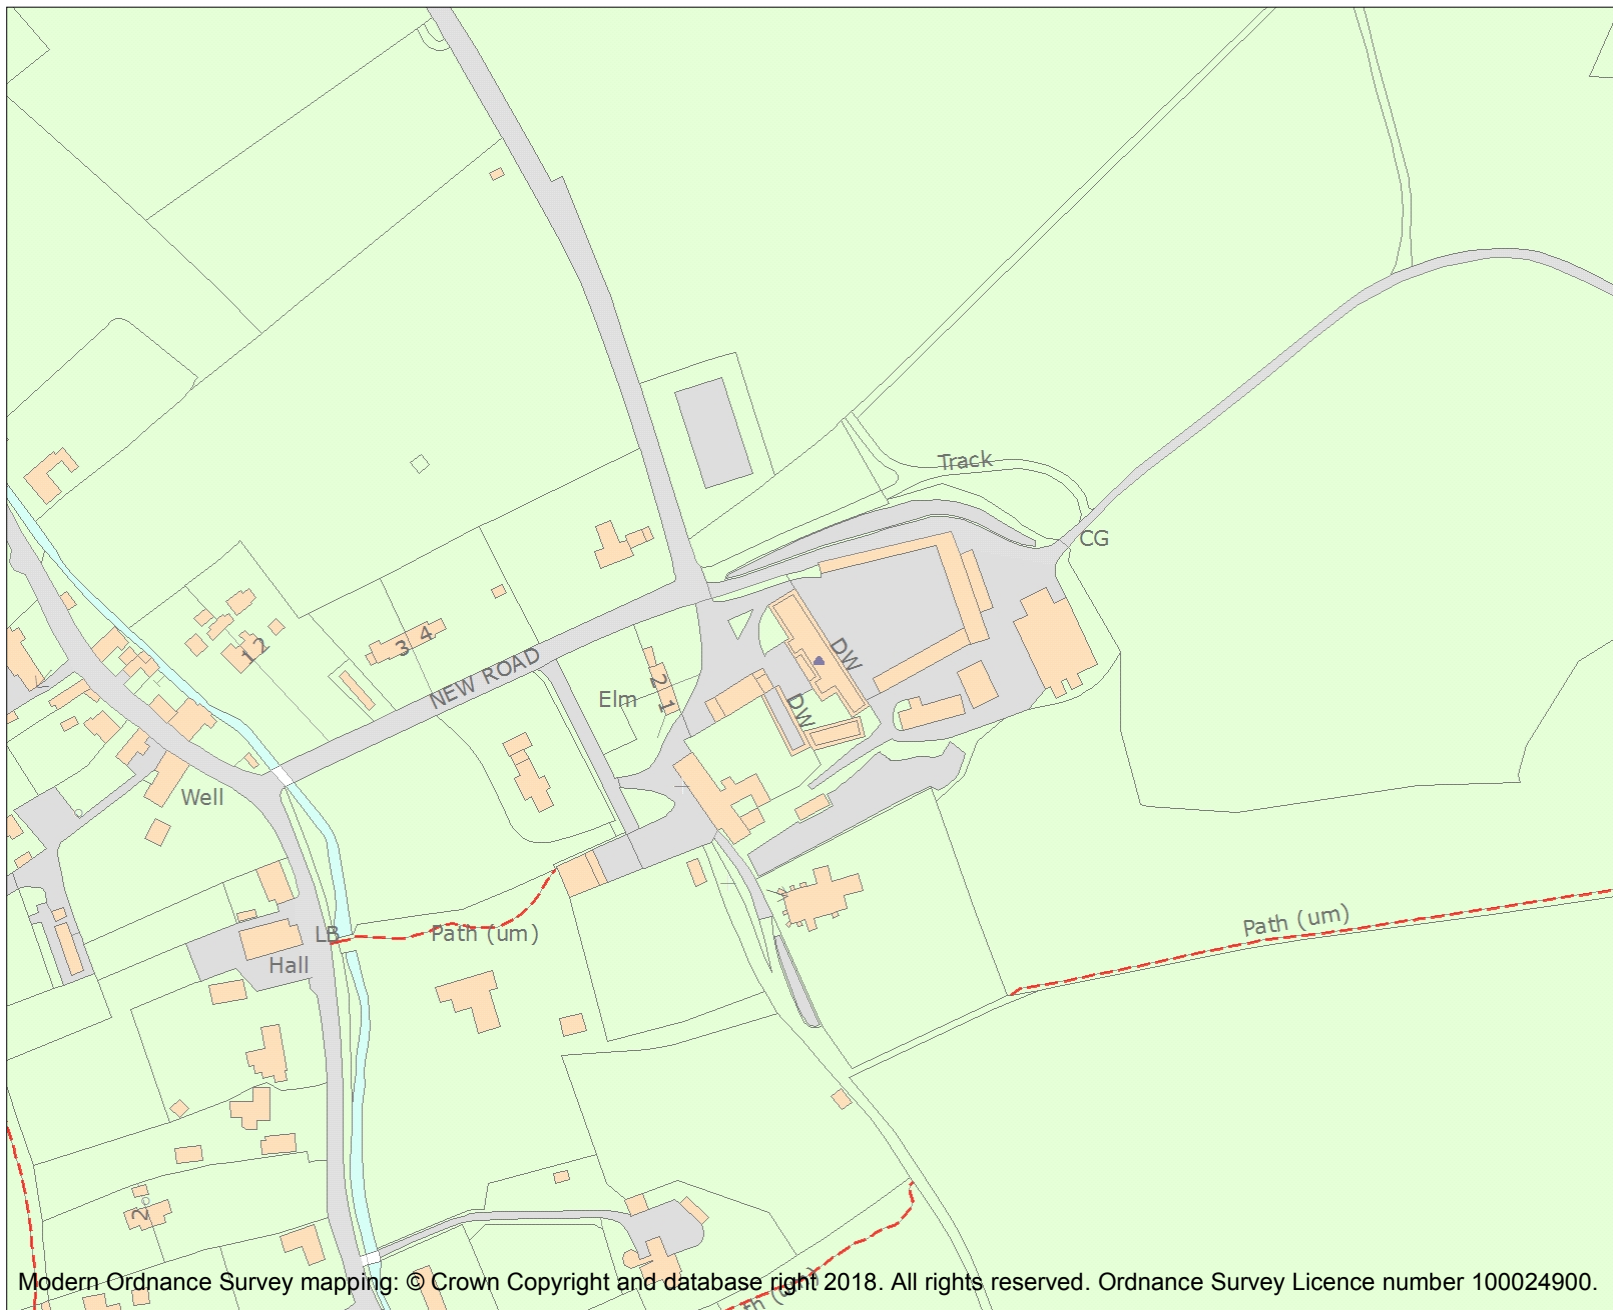 Track
CG
1 2
3 4
NEW ROAD
DW
Elm
2
1
DW
Well
LB
Path (um)
Path (um)
Hall
2
Modern Ordnance Survey mapping: © Crown Copyright and database right 2018. All rights reserved. Ordnance Survey Licence number 100024900.